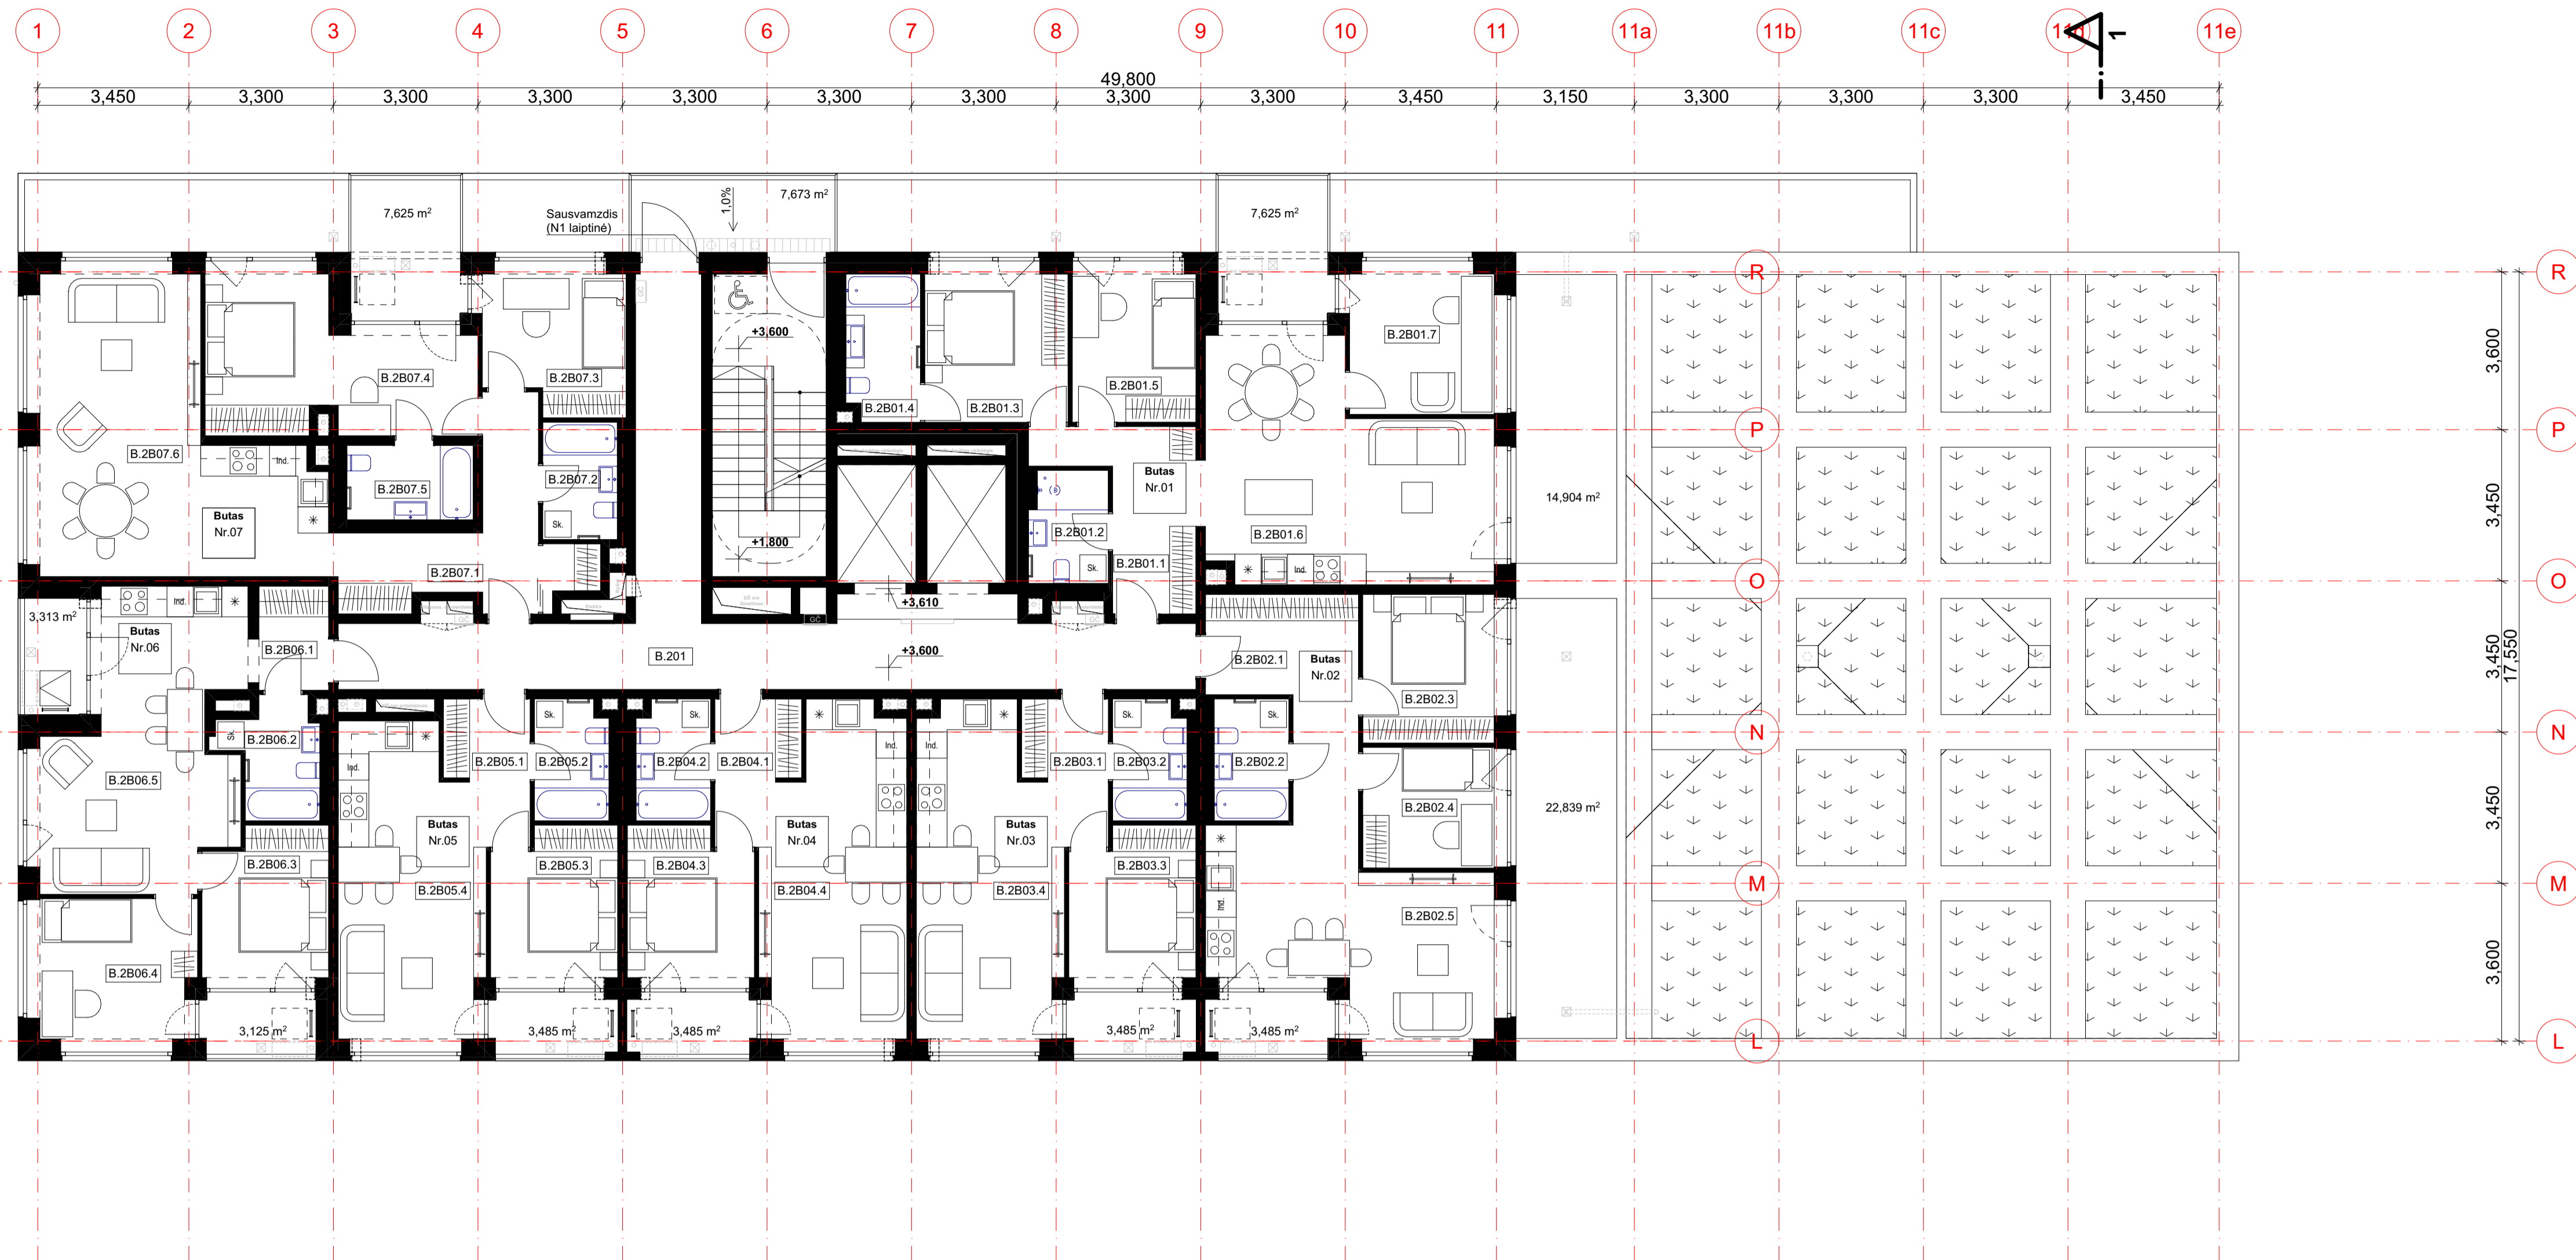 1 2 3 4 5 6 7 8 9 10 11 11a 11b 11c 11d 11e
1
49,800
3,450 3,300 3,300 3,300 3,300 3,300 3,300 3,300 3,300 3,450 3,150 3,300 3,300 3,300 3,450
7,625 m²
Sausvamzdis
(N1 laiptinė)
1,0%
7,673 m²
7,625 m²
R R
+3,600
B.2B07.4
B.2B07.3
B.2B01.4
B.2B01.3
B.2B01.5
B.2B01.7
3,600
P P
B.2B07.6
Ind.
B.2B07.5
B.2B07.2
Sk.
Butas
Nr.07
Butas
Nr.01
14,904 m²
3,450
+1,800
B.2B01.2
Sk.
B.2B01.1
B.2B01.6
Ind.
B.2B07.1
O O
3,313 m²
Ind.
Butas
Nr.06
B.2B06.1
Elektra
GČ
GČ
GČ
+3,610
B.201
+3,600
B.2B02.1
Butas
Nr.02
B.2B02.3
3,450
17,550
Sk.
B.2B06.2
Sk.
Sk.
Sk.
Sk.
N N
B.2B06.5
Ind.
B.2B05.1
B.2B05.2
B.2B04.2
B.2B04.1
Ind.
Ind.
B.2B03.1
B.2B03.2
B.2B02.2
B.2B02.4
22,839 m²
3,450
Butas
Nr.05
Butas
Nr.04
Butas
Nr.03
B.2B06.3
B.2B05.4
B.2B05.3
B.2B04.3
B.2B04.4
B.2B03.4
B.2B03.3
Ind.
M M
B.2B02.5
B.2B06.4
3,600
3,125 m²
3,485 m²
3,485 m²
3,485 m²
3,485 m²
L L